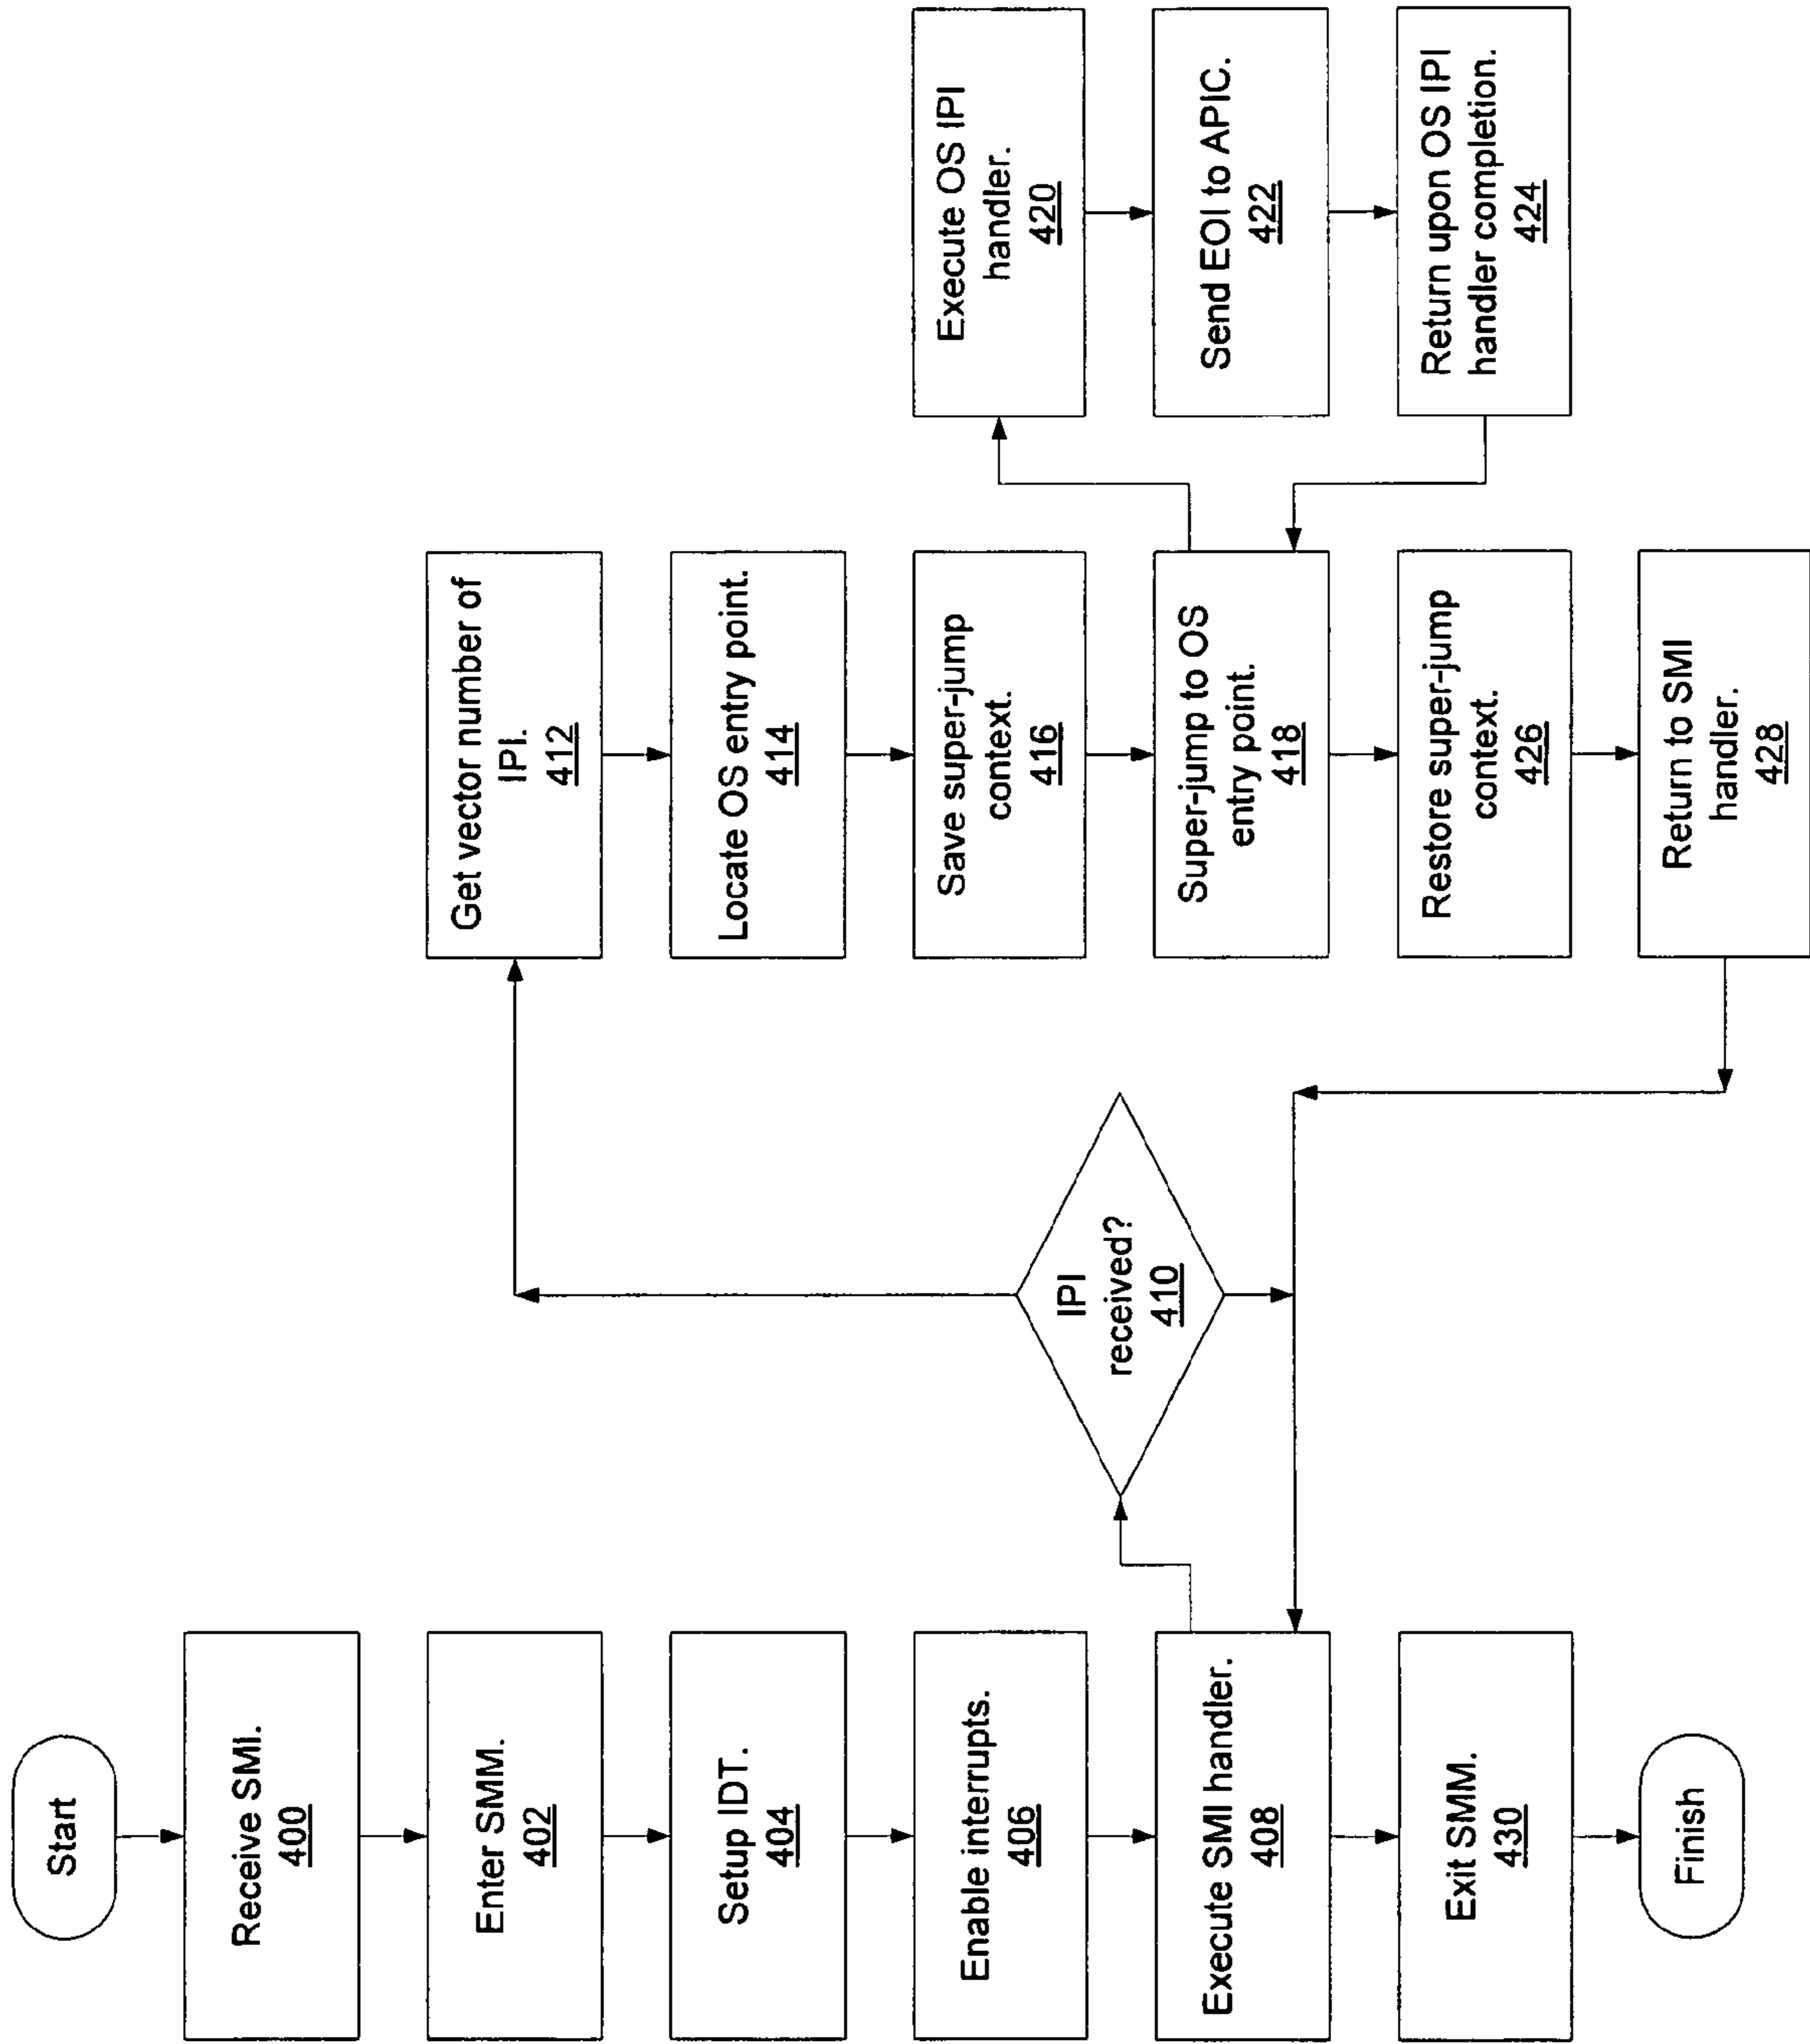 Start
Receive SMI.
400
Enter SMM.
402
Setup IDT.
404
Enable interrupts.
406
Execute SMI handler.
408
Exit SMM.
430
Finish
IPI
received?
410
Get vector number of
IPI.
412
Locate OS entry point.
414
Save super-jump
context.
416
Super-jump to OS
entry point.
418
Restore super-jump
context.
426
Return to SMI
handler.
428
Execute OS IPI
handler.
420
Send EOI to APIC.
422
Return upon OS IPI
handler completion.
424